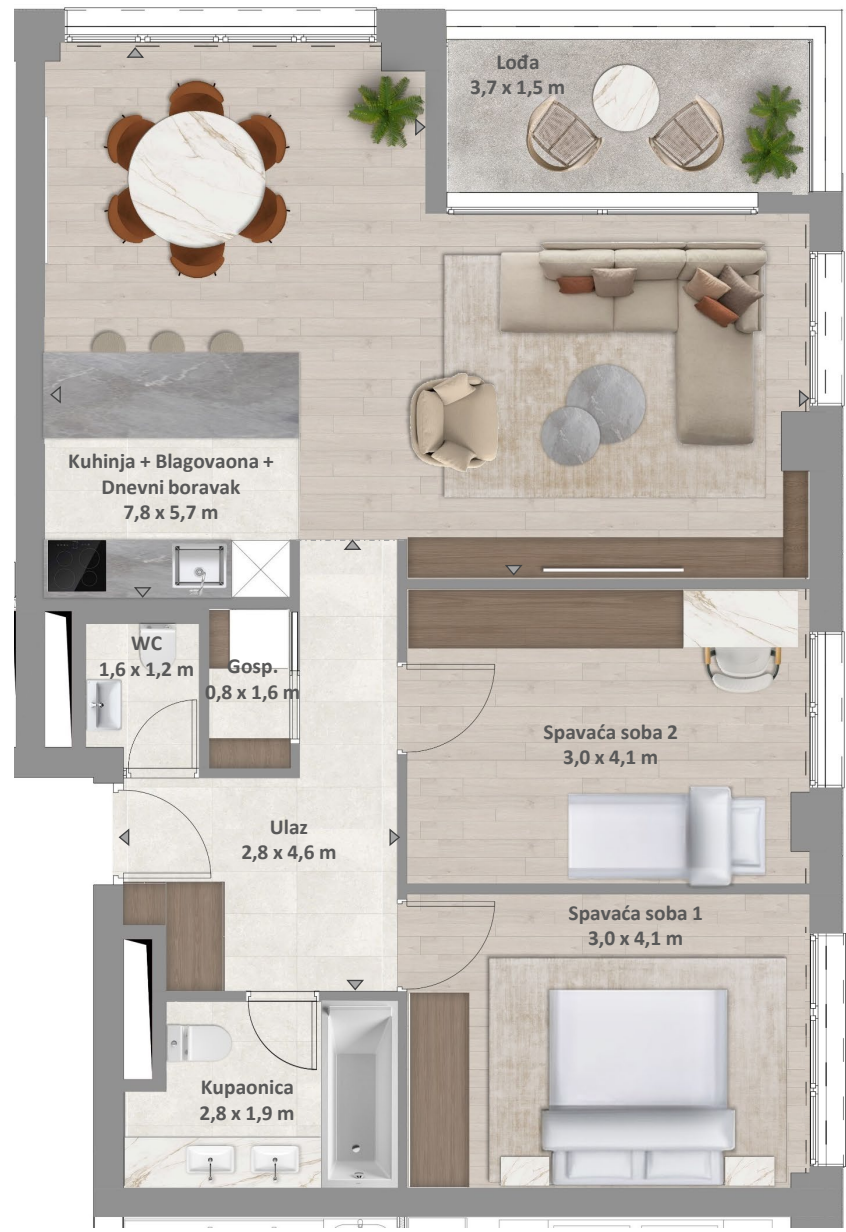 Lođa
3,7 x 1,5 m
Kuhinja + Blagovaona +
Dnevni boravak
7,8 x 5,7 m
WC
1,6 x 1,2 m
Gosp.
0,8 x 1,6 m
Spavaća soba 2
3,0 x 4,1 m
Ulaz
2,8 x 4,6 m
Spavaća soba 1
3,0 x 4,1 m
Kupaonica
2,8 x 1,9 m